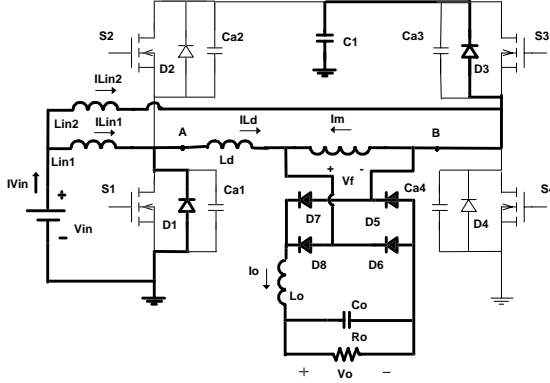 S2
Ca2
D2
C1
Ca3
D3
S3
ILin2
Lin2
ILin1
Lin1
A
ILd
Ld
Im
B
IVin
+
Vin
−
S1
D1
Ca1
+
Vf
-
Ca4
D4
D7
D5
D8
D6
Io
Lo
Co
Ro
+
Vo
−